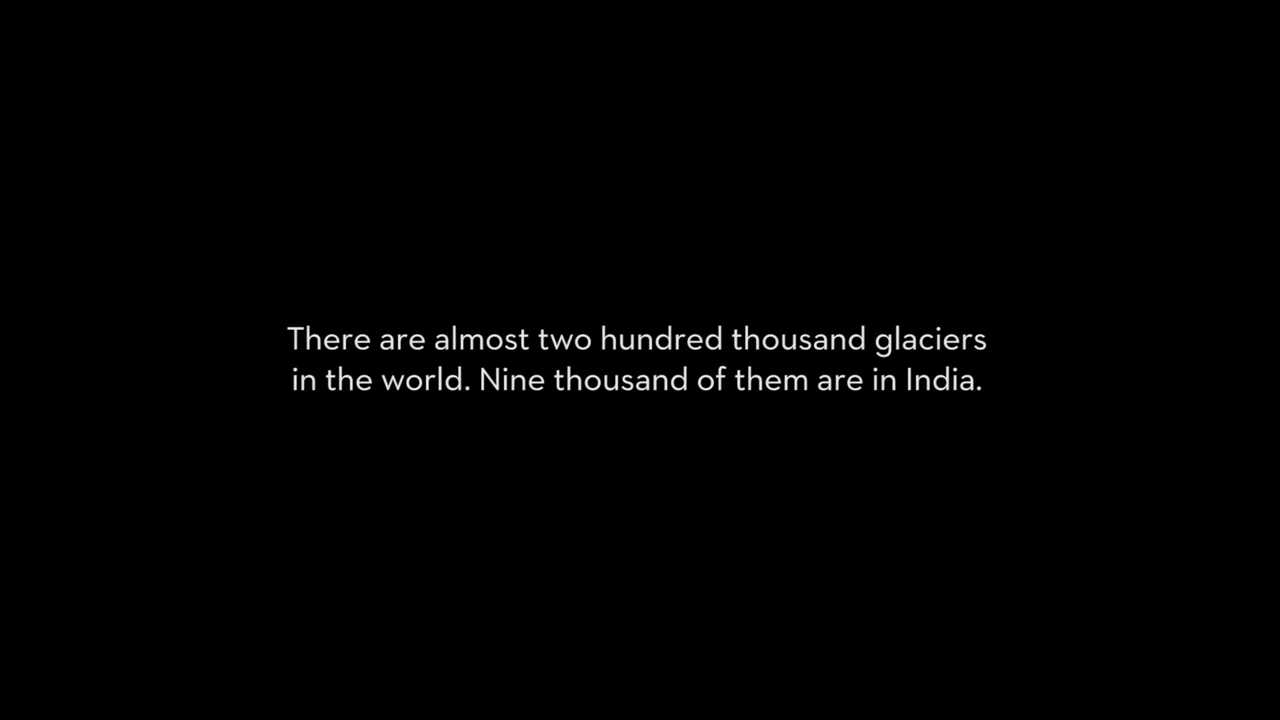 There are almost two hundred thousand glaciers
in the world. Nine thousand of them are in India.